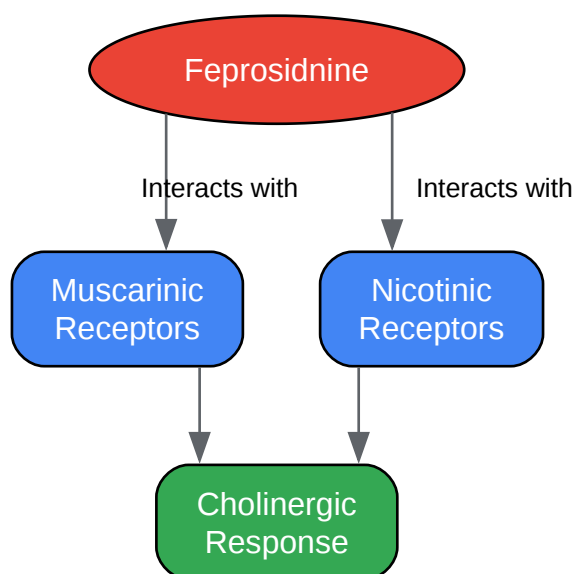 Feprosidnine
Interacts with
Interacts with
Muscarinic
Receptors
Nicotinic
Receptors
Cholinergic
Response